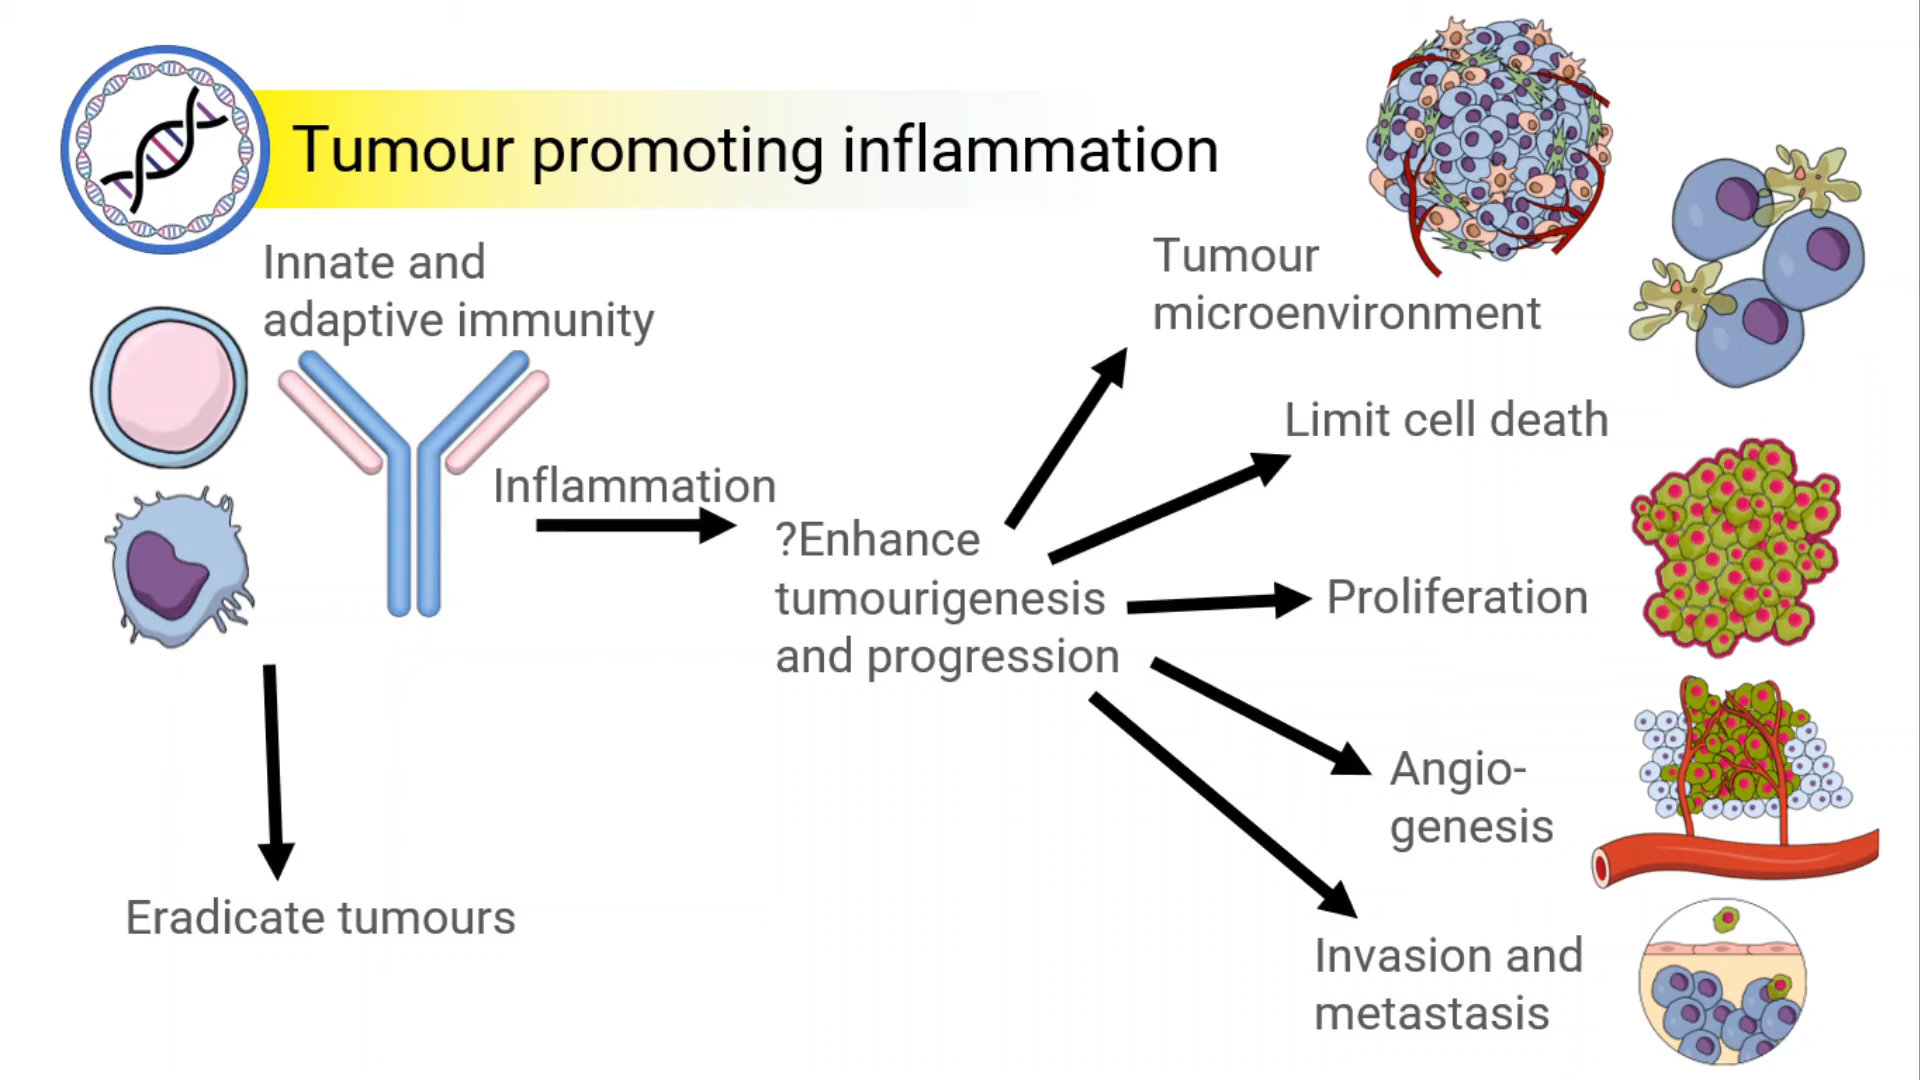 Tumour promoting inflammation
Innate and
adaptive immunity
Inflammation
?Enhance
tumourigenesis
and progression
Eradicate tumours
Tumour
microenvironment
Limit cell death
Proliferation
Angio-
genesis
Invasion and
metastasis